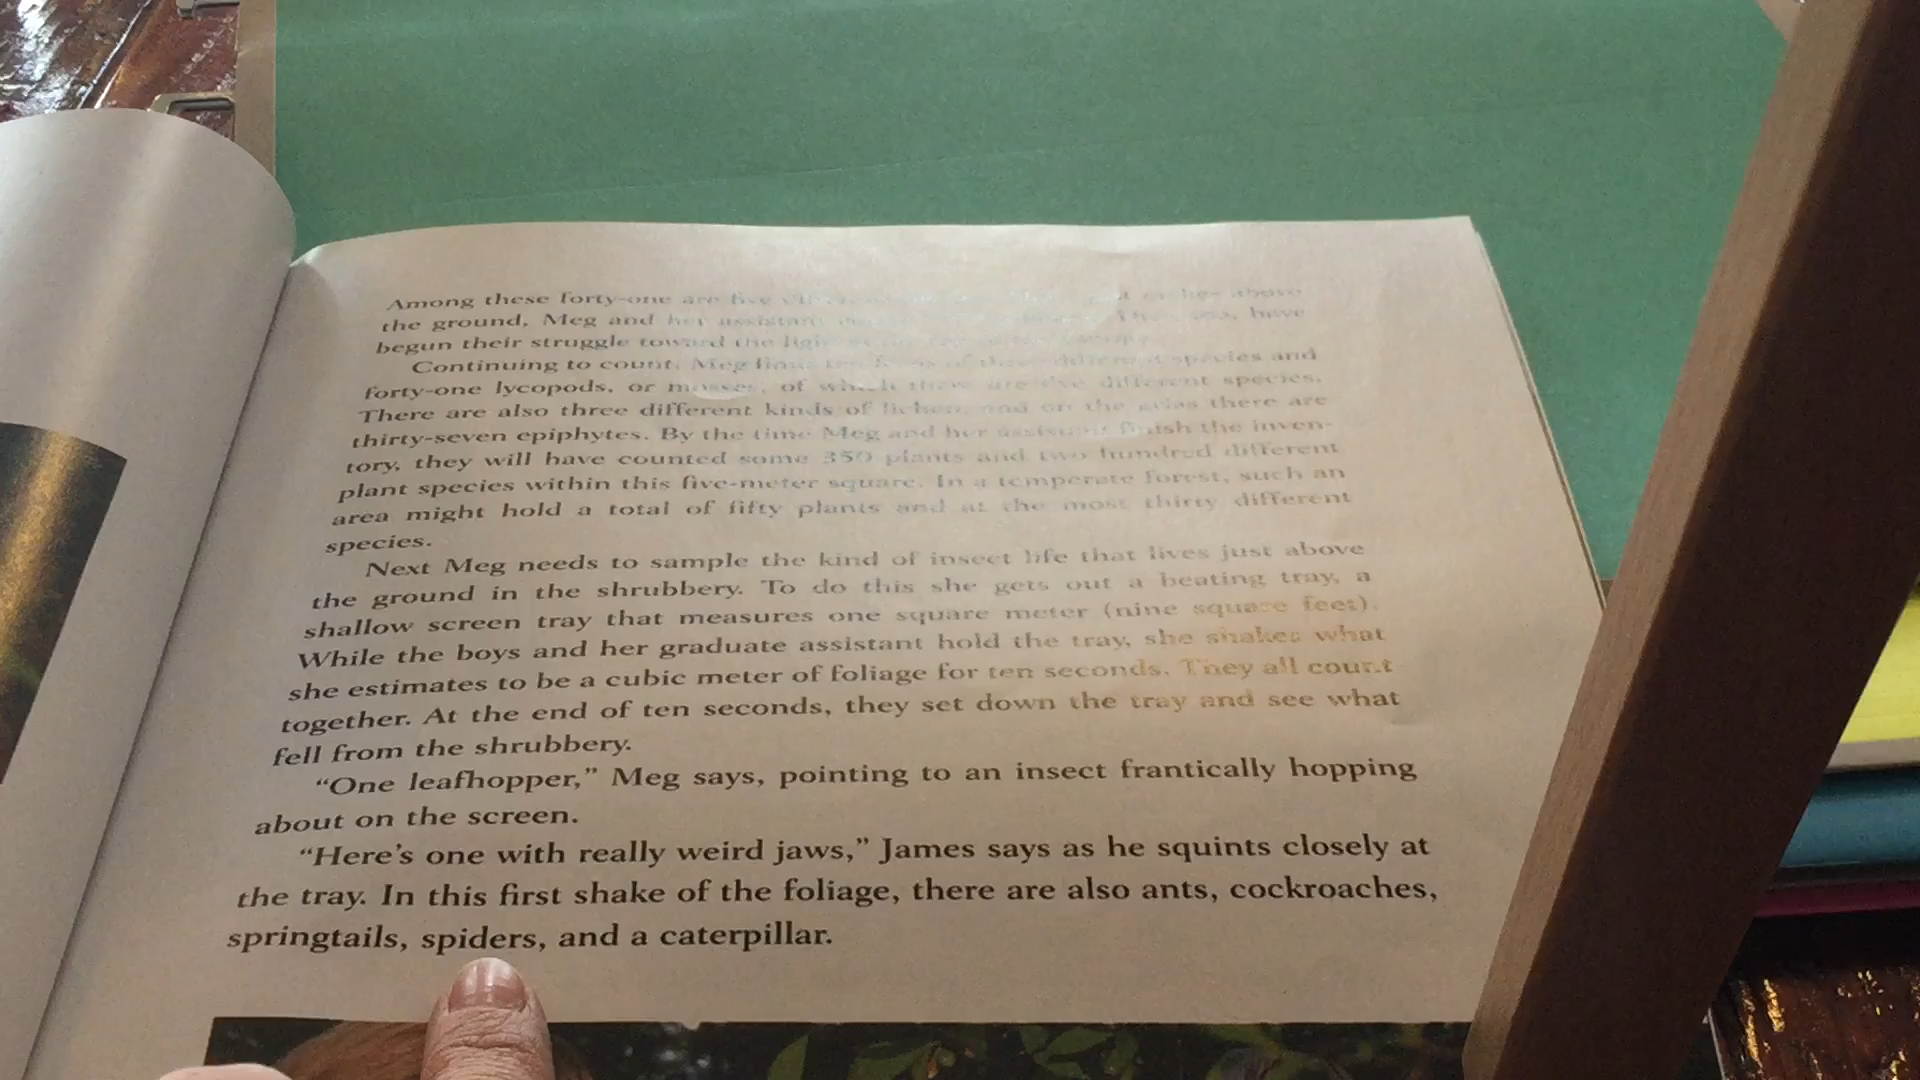 Among these forty-one are five above
the ground, Meg and her assistant have
begun their struggle toward the light
Continuing to count, Meg finds ten ferns of three different species and
forty-one lycopods, or mosses, of which there are five different species.
There are also three different kinds of lichen, and on the there are
thirty-seven epiphytes. By the time Meg and her assistant finish the inven-
tory, they will have counted some 350 plants and two hundred different
plant species within this five-meter square. In a temperate forest, such an
area might hold a total of fifty plants and at the most thirty different
species.
Next Meg needs to sample the kind of insect life that lives just above
the ground in the shrubbery. To do this she gets out a beating tray, a
shallow screen tray that measures one square meter (nine square feet).
While the boys and her graduate assistant hold the tray, she shakes what
she estimates to be a cubic meter of foliage for ten seconds. They all count
together. At the end of ten seconds, they set down the tray and see what
fell from the shrubbery.
“One leafhopper,” Meg says, pointing to an insect frantically hopping
about on the screen.
“Here’s one with really weird jaws,” James says as he squints closely at
the tray. In this first shake of the foliage, there are also ants, cockroaches,
springtails, spiders, and a caterpillar.